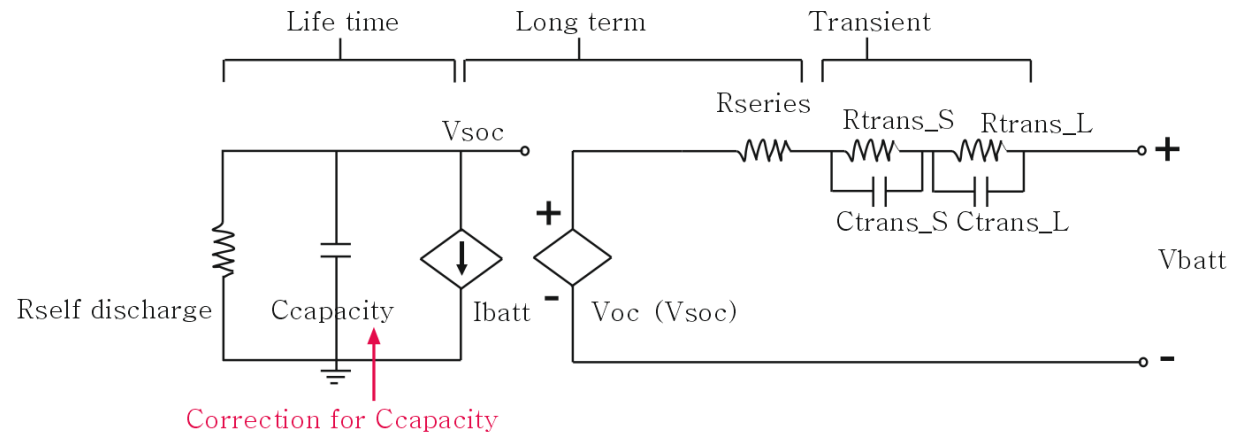 Life time
Long term
Transient
Rseries
Rtrans_S
Rtrans_L
Vsoc
+
Ctrans_S
Ctrans_L
+
Vbatt
Rself discharge
Ccapacity
Ibatt
-
Voc (Vsoc)
-
Correction for Ccapacity